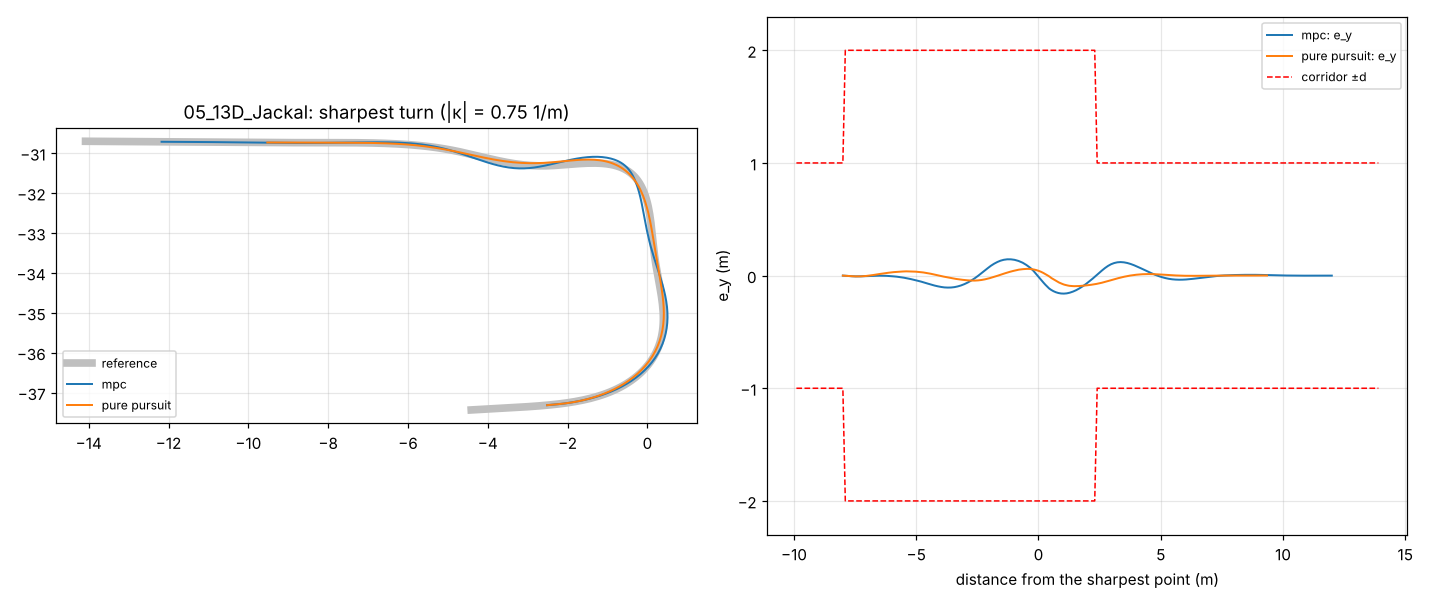 05_13D_Jackal: sharpest turn (|κ| = 0.75 1/m)
−31
−32
−33
−34
−35
−36
−37
reference
mpc
pure pursuit
−14
−12
−10
−8
−6
−4
−2
0
mpc: e_y
pure pursuit: e_y
corridor ±d
2
1
0
−1
−2
e_y (m)
−10
−5
0
5
10
15
distance from the sharpest point (m)